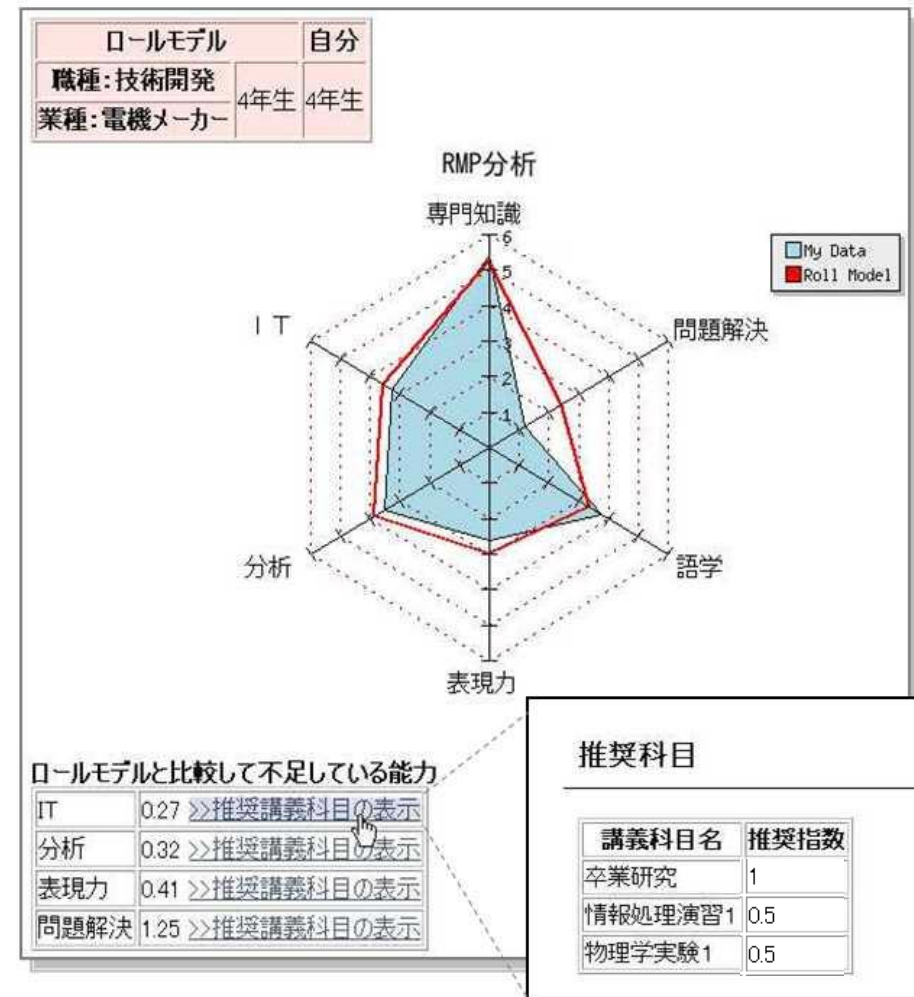 ロールモデル 自分
職種:技術開発
業種:電機メーカー
4年生 4年生
RMP分析
専門知識
6
5
4
3
2
1
My Data
Roll Model
IT
問題解決
分析
語学
表現力
ロールモデルと比較して不足している能力
IT 0.27 >>推奨講義科目の表示
分析 0.32 >>推奨講義科目の表示
表現力 0.41 >>推奨講義科目の表示
問題解決 1.25 >>推奨講義科目の表示
推奨科目
講義科目名 推奨指数
卒業研究 1
情報処理演習1 0.5
物理学実験1 0.5